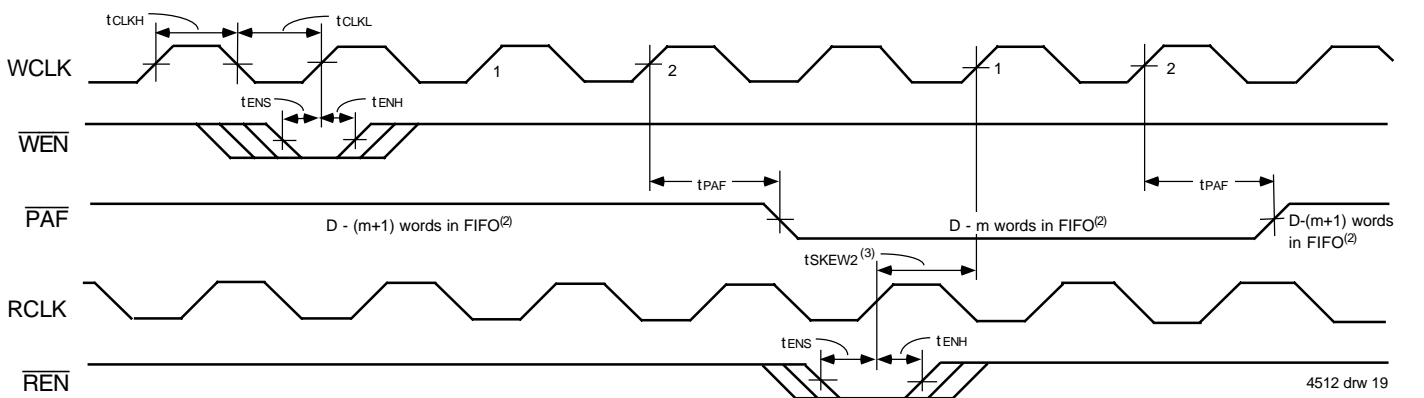 tCLKH tCLKL
WCLK 1 2 1 2
tENS tENH
WEN
tPAF tPAF
PAF
D - (m+1) words in FIFO(2) D - m words in FIFO(2) D-(m+1) words
in FIFO(2)
tSKEW2 (3)
RCLK
tENS tENH
REN
4512 drw 19